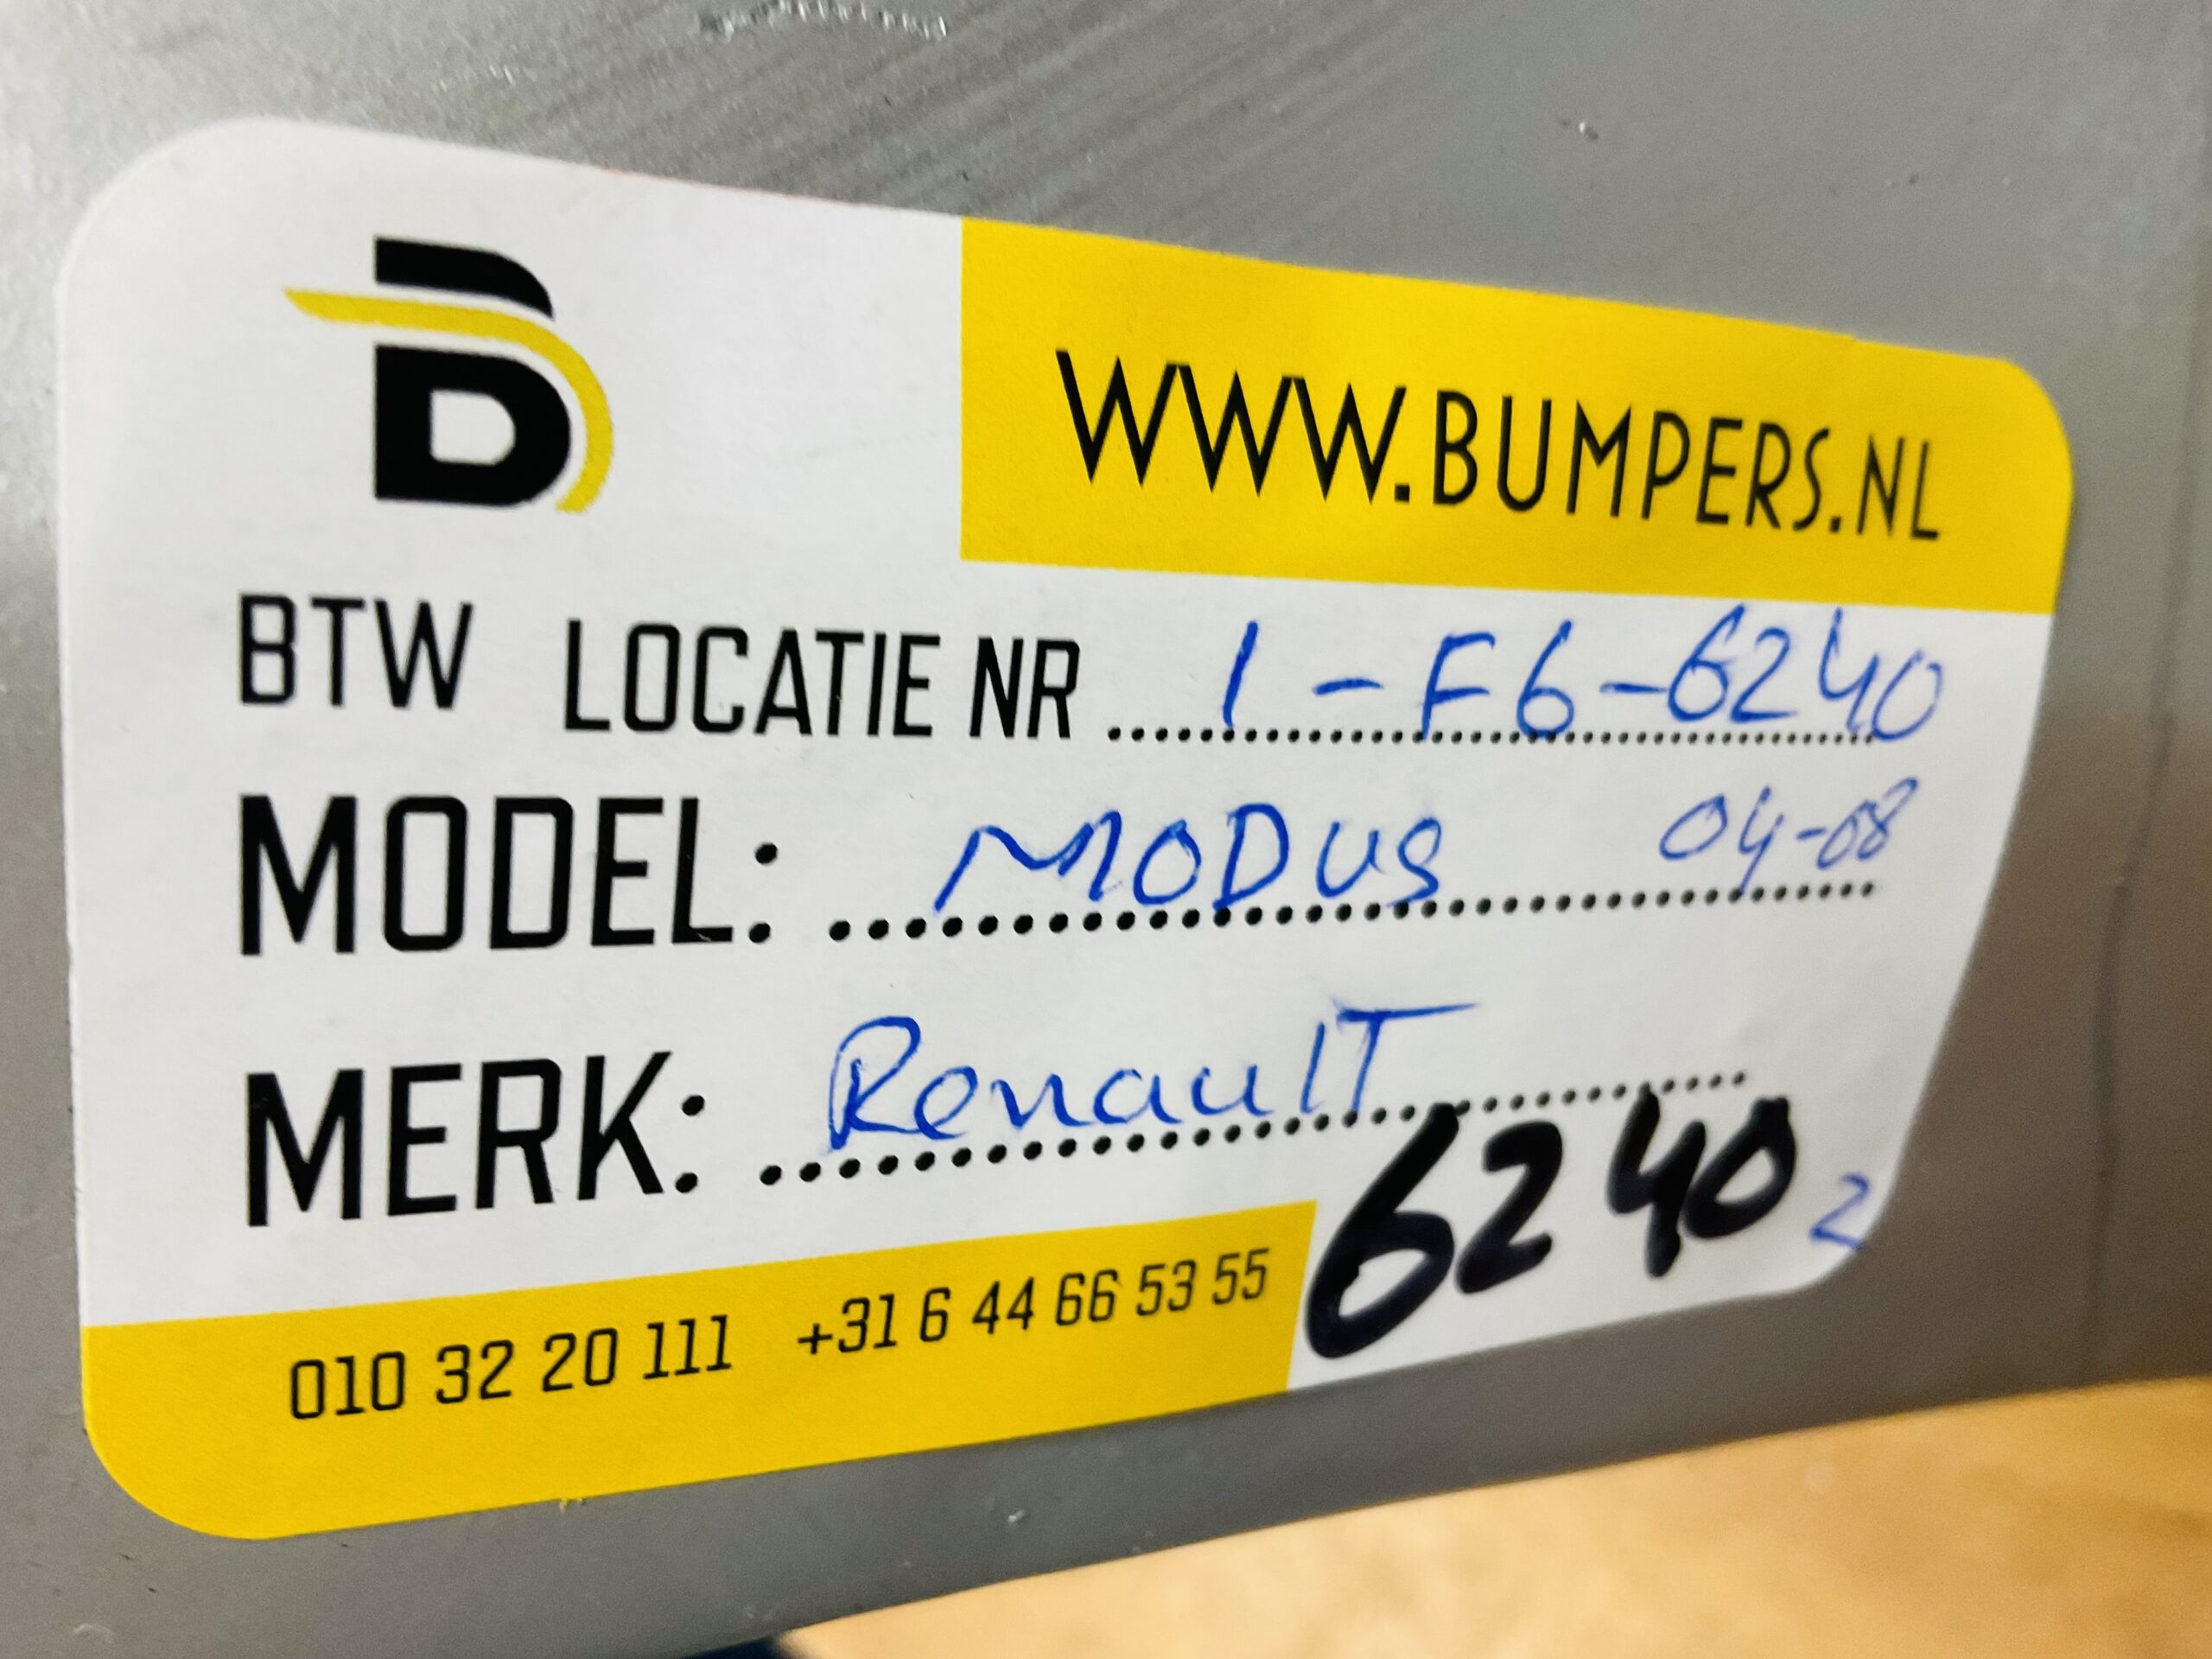 B
WWW.BUMPERS.NL
BTW LOCATIE NR ........ 1-F6-6240
MODEL: ........ MODUS 04-08
MERK: ........ Renault
6240 2
010 32 20 111 +31 6 44 66 53 55